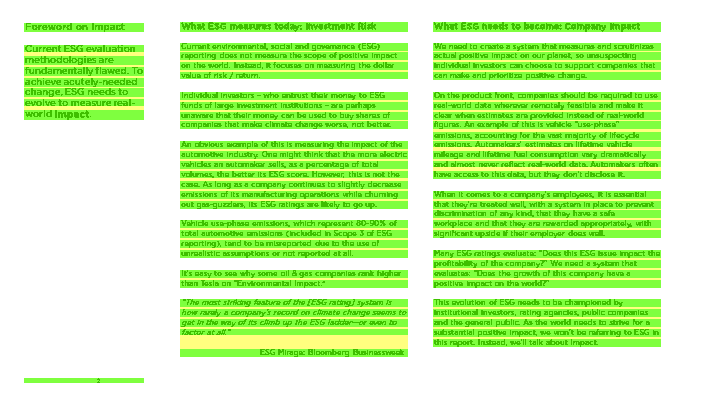 Foreword on Impact
Current ESG evaluation
methodologies are
fundamentally flawed. To
achieve acutely-needed
change, ESG needs to
evolve to measure real-
world impact.
What ESG measures today: Investment Risk
Current environmental, social and governance (ESG)
reporting does not measure the scope of positive impact
on the world. Instead, it focuses on measuring the dollar
value of risk / return.
Individual investors – who entrust their money to ESG
funds of large investment institutions – are perhaps
unaware that their money can be used to buy shares of
companies that make climate change worse, not better.
An obvious example of this is measuring the impact of the
automotive industry. One might think that the more electric
vehicles an automaker sells, as a percentage of total
volumes, the better its ESG score. However, this is not the
case. As long as a company continues to slightly decrease
emissions of its manufacturing operations while churning
out gas-guzzlers, its ESG ratings are likely to go up.
Vehicle use-phase emissions, which represent 80-90% of
total automotive emissions (included in Scope 3 of ESG
reporting), tend to be misreported due to the use of
unrealistic assumptions or not reported at all.
It's easy to see why some oil & gas companies rank higher
than Tesla on "Environmental Impact."
"The most striking feature of the [ESG rating] system is
how rarely a company's record on climate change seems to
get in the way of its climb up the ESG ladder—or even to
factor at all."
ESG Mirage: Bloomberg Businessweek
What ESG needs to become: Company Impact
We need to create a system that measures and scrutinizes
actual positive impact on our planet, so unsuspecting
individual investors can choose to support companies that
can make and prioritize positive change.
On the product front, companies should be required to use
real-world data wherever remotely feasible and make it
clear when estimates are provided instead of real-world
figures. An example of this is vehicle "use-phase"
emissions, accounting for the vast majority of lifecycle
emissions. Automakers' estimates on lifetime vehicle
mileage and lifetime fuel consumption vary dramatically
and almost never reflect real-world data. Automakers often
have access to this data, but they don't disclose it.
When it comes to a company's employees, it is essential
that they're treated well, with a system in place to prevent
discrimination of any kind, that they have a safe
workplace and that they are rewarded appropriately, with
significant upside if their employer does well.
Many ESG ratings evaluate: "Does this ESG issue impact the
profitability of the company?" We need a system that
evaluates: "Does the growth of this company have a
positive impact on the world?"
This evolution of ESG needs to be championed by
institutional investors, rating agencies, public companies
and the general public. As the world needs to strive for a
substantial positive impact, we won't be referring to ESG in
this report. Instead, we'll talk about impact.
2